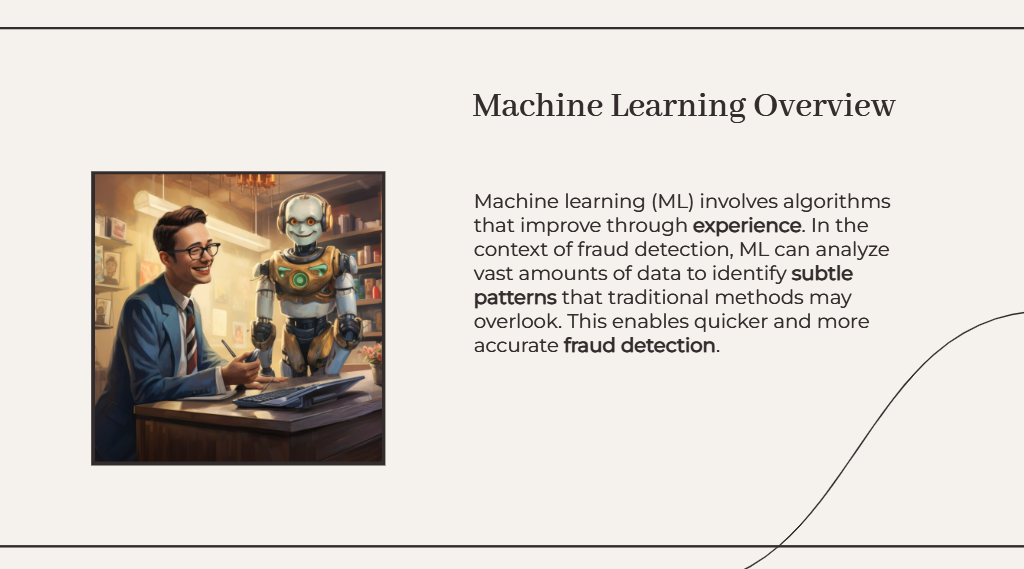 Machine Learning Overview
Machine learning (ML) involves algorithms
that improve through experience. In the
context of fraud detection, ML can analyze
vast amounts of data to identify subtle
patterns that traditional methods may
overlook. This enables quicker and more
accurate fraud detection.